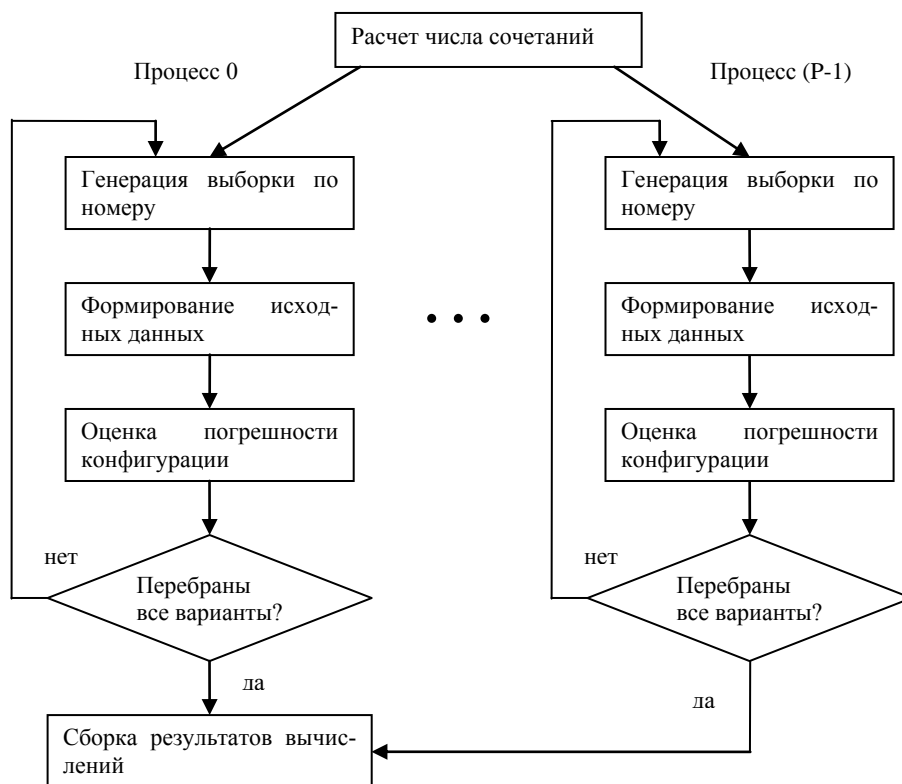 Расчет числа сочетаний
Процесс 0
Процесс (P-1)
Генерация выборки по
номеру
Формирование исход-
ных данных
Оценка погрешности
конфигурации
нет
Перебраны
все варианты?
да
Сборка результатов вычис-
лений
• • •
Генерация выборки по
номеру
Формирование исход-
ных данных
Оценка погрешности
конфигурации
нет
Перебраны
все варианты?
да